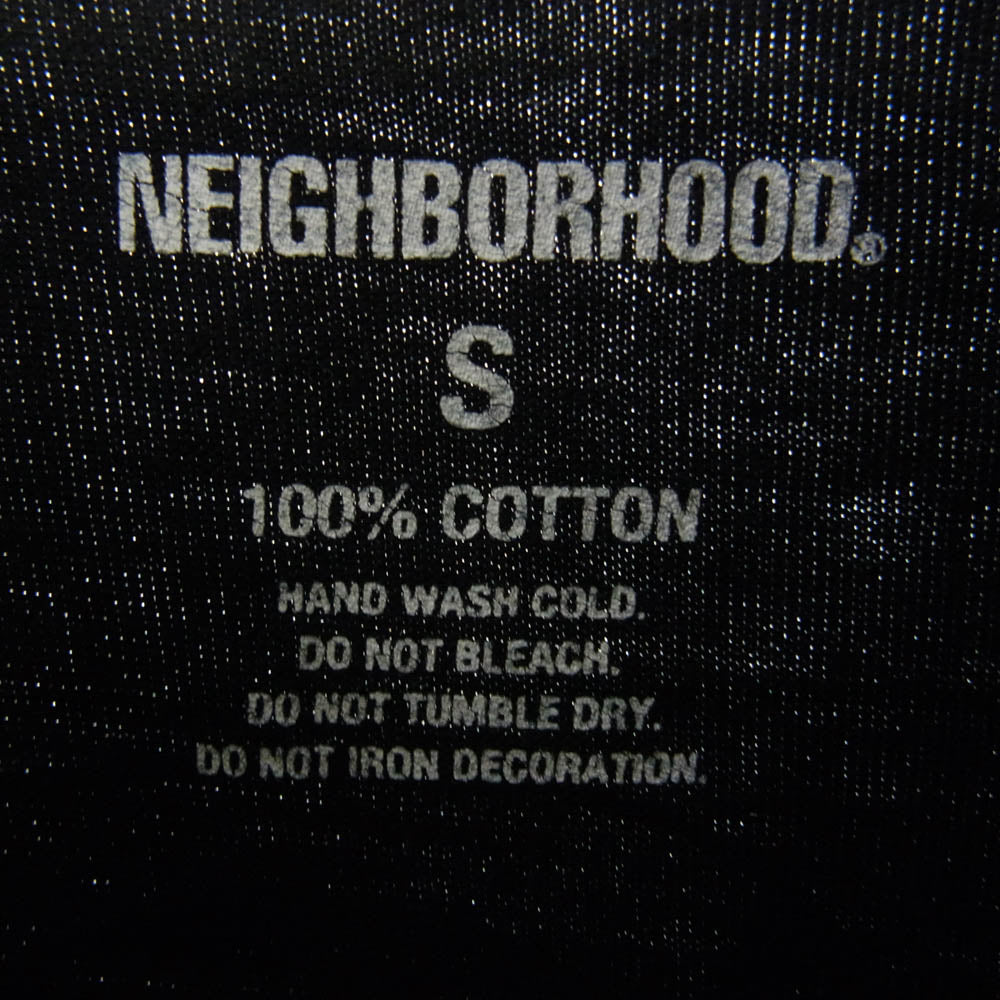 NEIGHBORHOOD®
S
100% COTTON
HAND WASH COLD.
DO NOT BLEACH.
DO NOT TUMBLE DRY.
DO NOT IRON DECORATION.